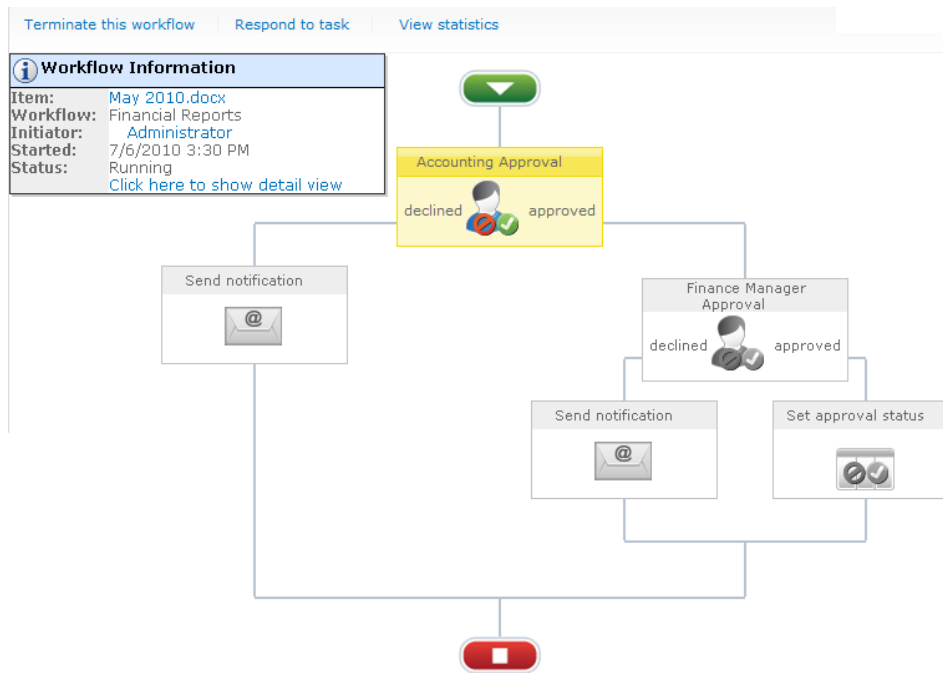 Terminate this workflow Respond to task View statistics
Workflow Information
Item: May 2010.docx
Workflow: Financial Reports
Initiator: Administrator
Started: 7/6/2010 3:30 PM
Status: Running
Click here to show detail view
Accounting Approval
declined approved
Send notification
@
Finance Manager
Approval
declined approved
Send notification
@
Set approval status